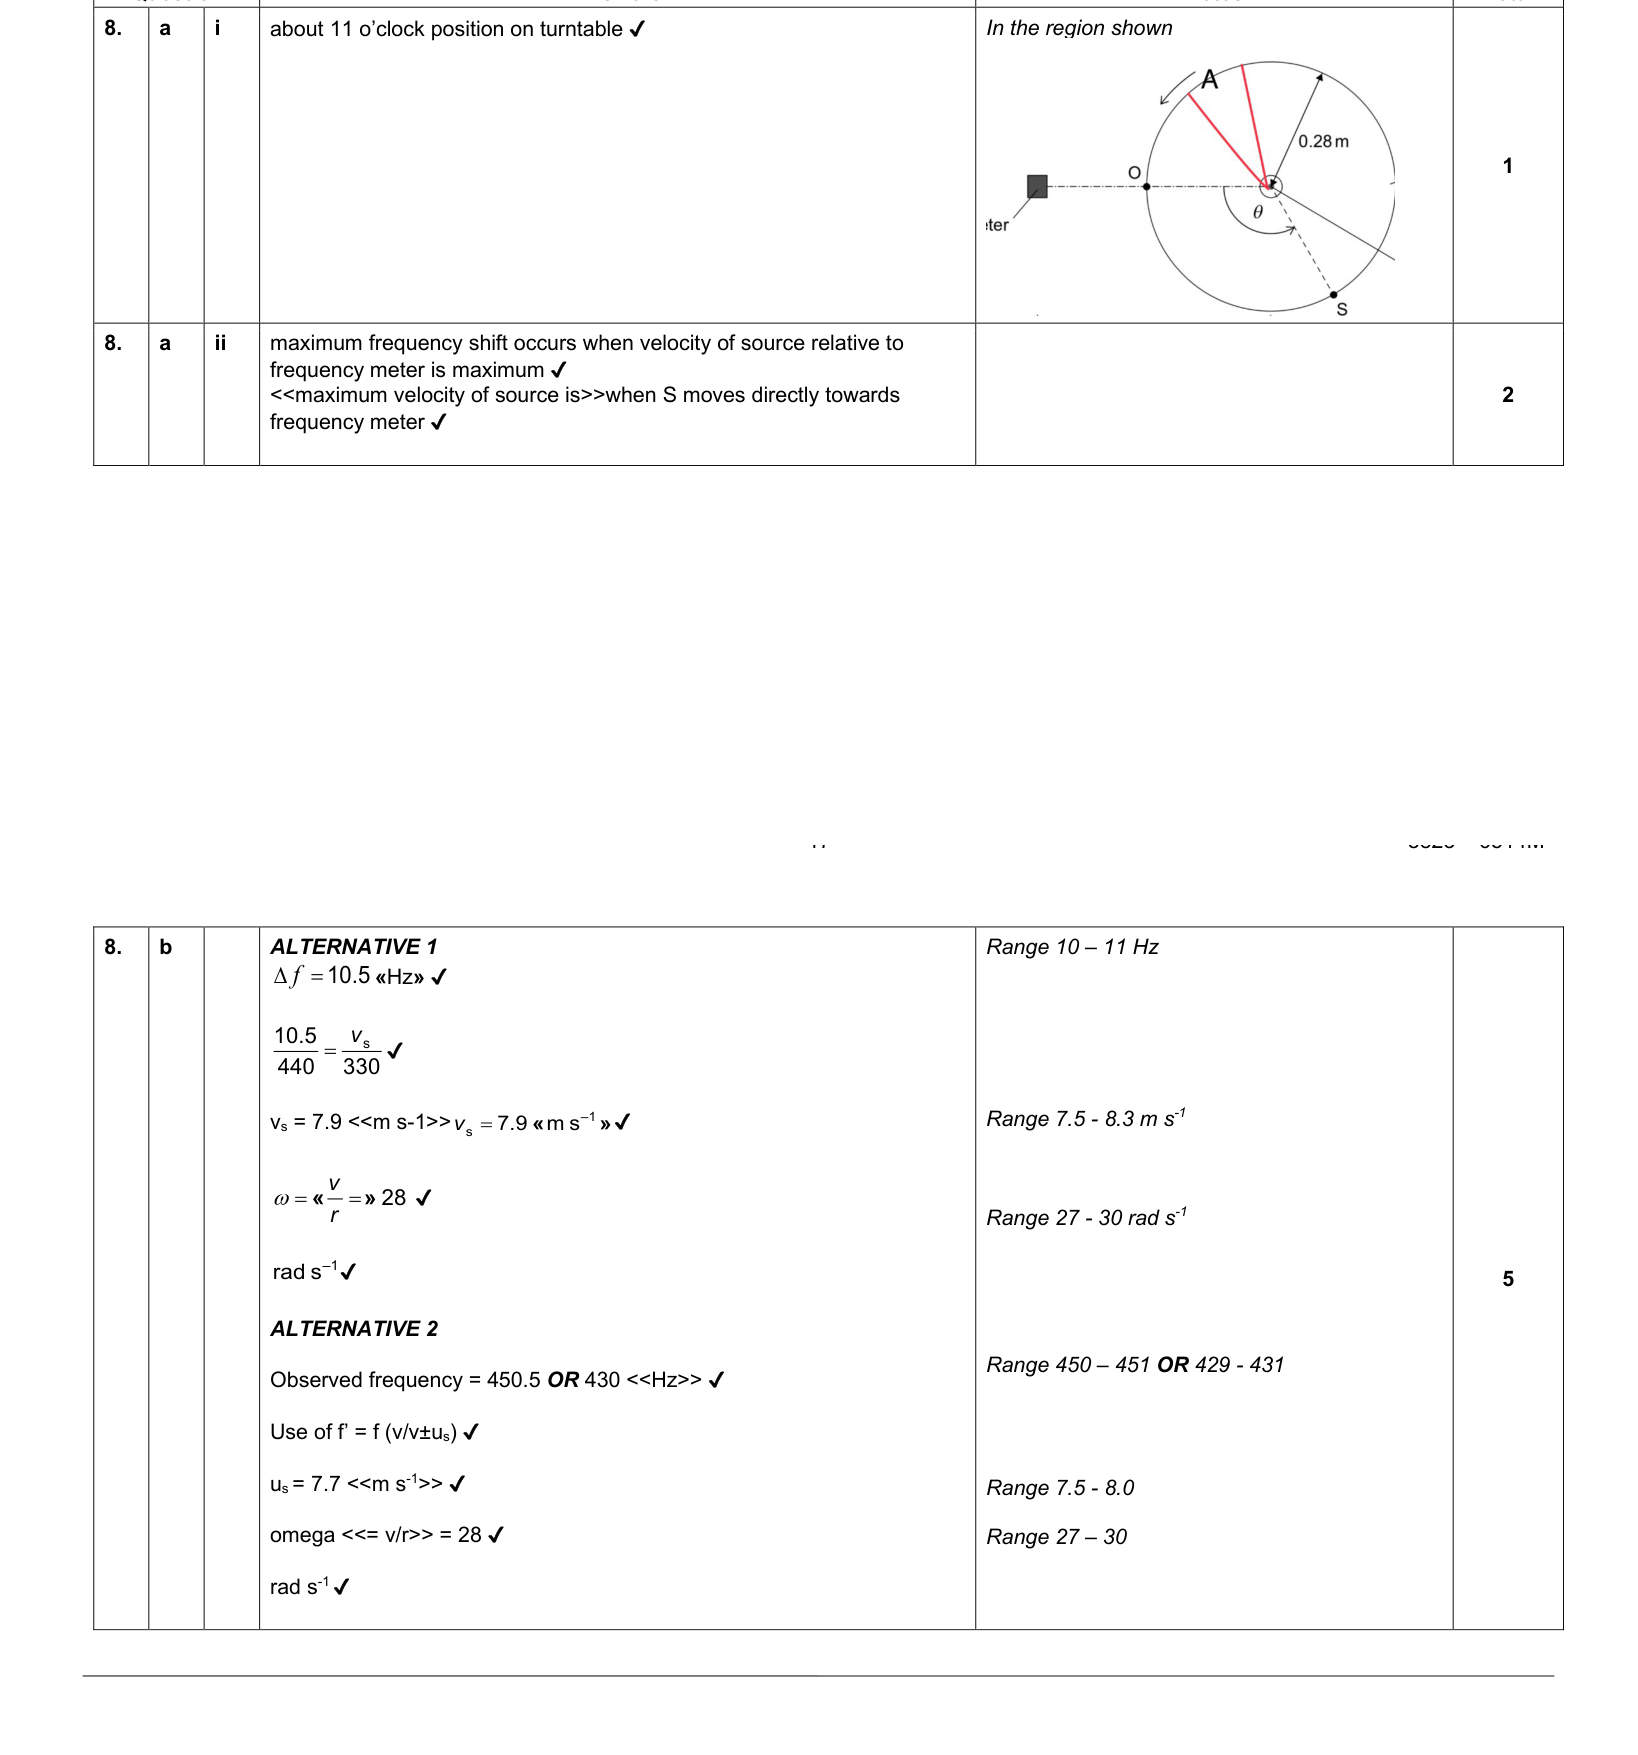 8. a i about 11 o’clock position on turntable ✓ In the region shown
A
0.28 m
O
1
θ
S
8. a ii maximum frequency shift occurs when velocity of source relative to
frequency meter is maximum ✓
<<maximum velocity of source is>>when S moves directly towards
frequency meter ✓
2
8. b ALTERNATIVE 1 Range 10 – 11 Hz
Δf = 10.5 «Hz» ✓
10.5/440 = vs/330 ✓
vs = 7.9 <<m s-1>> vs = 7.9 «m s⁻¹» ✓ Range 7.5 - 8.3 m s⁻¹
ω = «v/r =» 28 ✓ Range 27 - 30 rad s⁻¹
rad s⁻¹ ✓
5
ALTERNATIVE 2
Observed frequency = 450.5 OR 430 <<Hz>> ✓ Range 450 – 451 OR 429 - 431
Use of f’ = f (v/v±us) ✓
us = 7.7 <<m s⁻¹>> ✓ Range 7.5 - 8.0
omega <<= v/r>> = 28 ✓ Range 27 – 30
rad s⁻¹ ✓